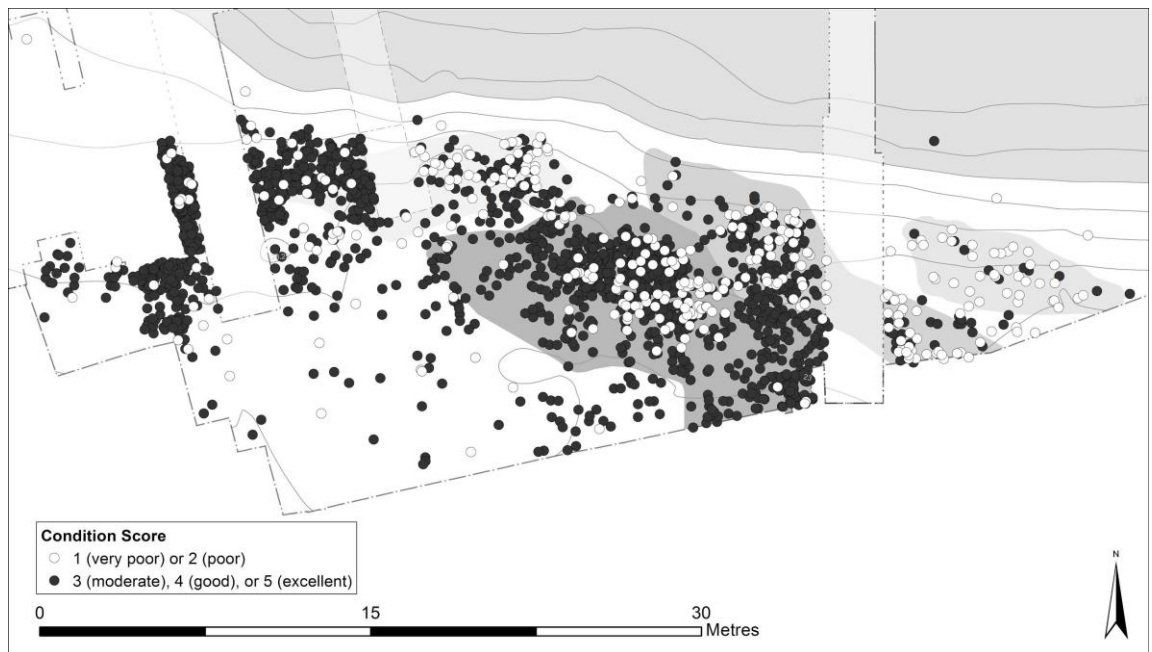 Condition Score
1 (very poor) or 2 (poor)
3 (moderate), 4 (good), or 5 (excellent)
0 15 30
Metres
N